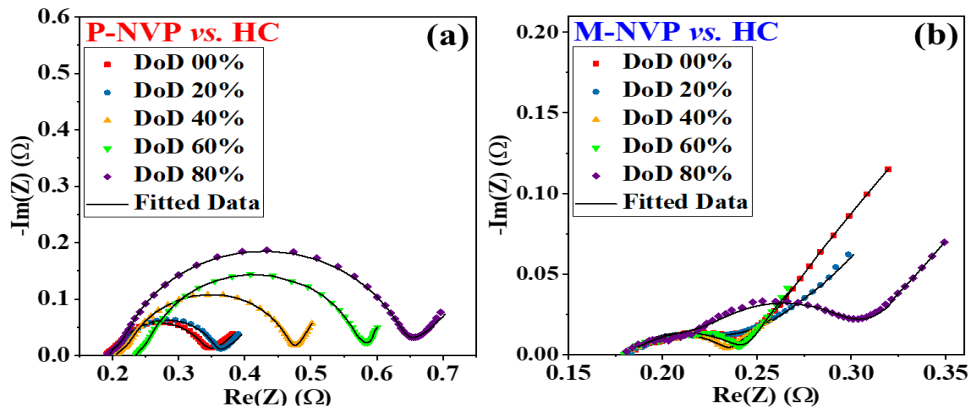 P-NVP vs. HC
(a)
DoD 00%
DoD 20%
DoD 40%
DoD 60%
DoD 80%
Fitted Data
-Im(Z) (Ω)
0.6
0.5
0.4
0.3
0.2
0.1
0.0
0.2 0.3 0.4 0.5 0.6 0.7
Re(Z) (Ω)
M-NVP vs. HC
(b)
DoD 00%
DoD 20%
DoD 40%
DoD 60%
DoD 80%
Fitted Data
-Im(Z) (Ω)
0.20
0.15
0.10
0.05
0.00
0.15 0.20 0.25 0.30 0.35
Re(Z) (Ω)